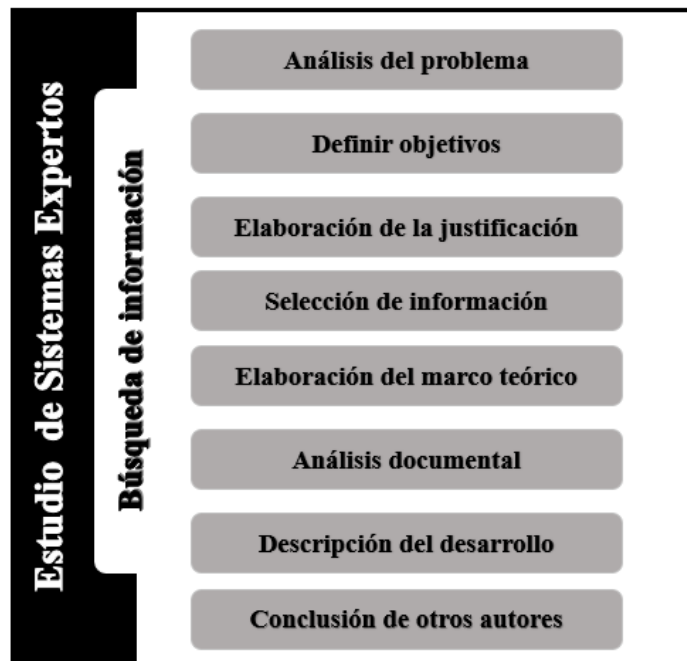 Estudio de Sistemas Expertos
Búsqueda de información
Análisis del problema
Definir objetivos
Elaboración de la justificación
Selección de información
Elaboración del marco teórico
Análisis documental
Descripción del desarrollo
Conclusión de otros autores